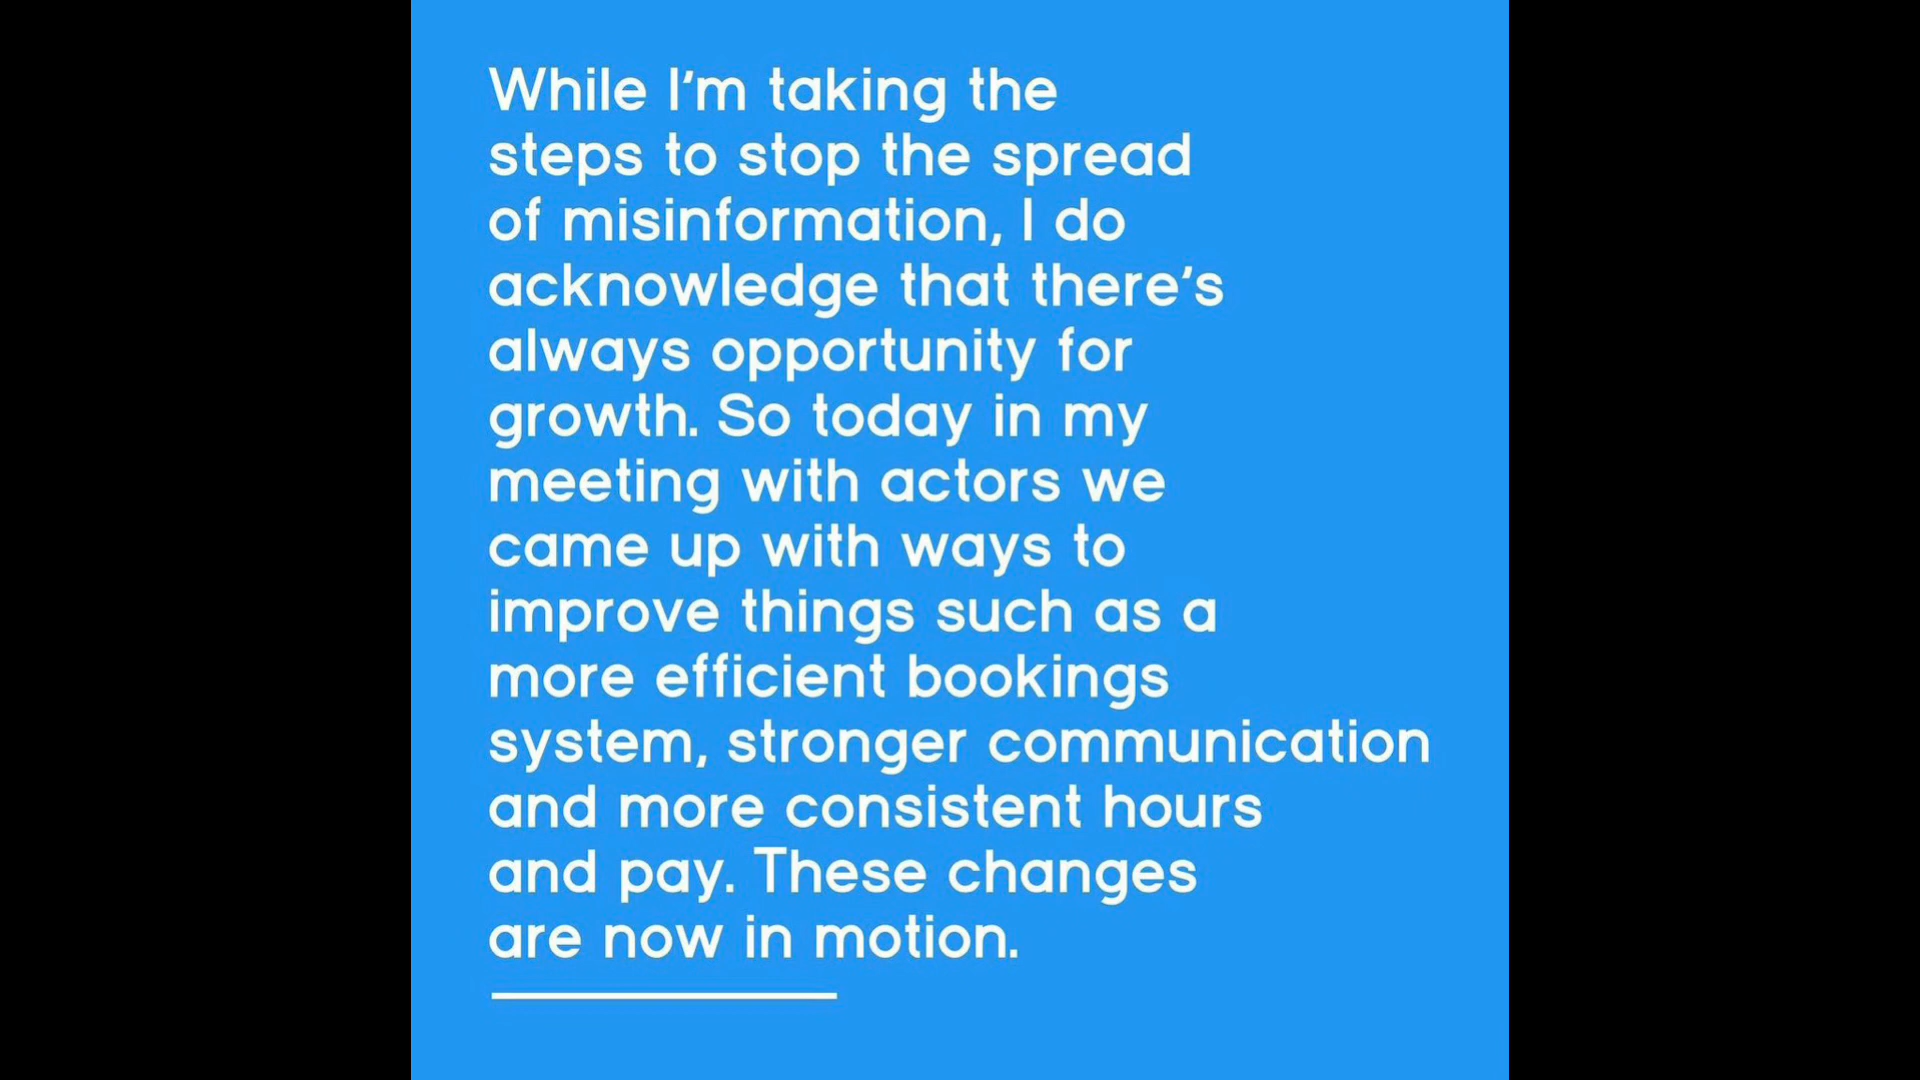 While I’m taking the
steps to stop the spread
of misinformation, I do
acknowledge that there’s
always opportunity for
growth. So today in my
meeting with actors we
came up with ways to
improve things such as a
more efficient bookings
system, stronger communication
and more consistent hours
and pay. These changes
are now in motion.